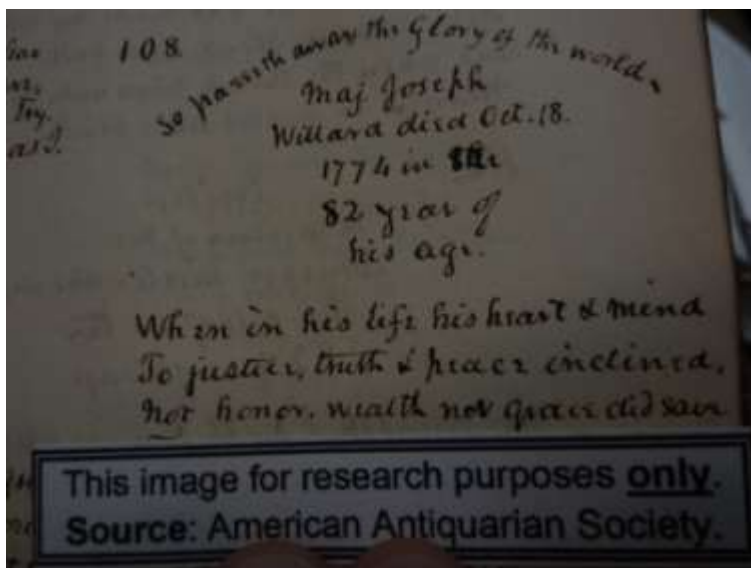 108
So passeth away the Glory of the world.
Maj Joseph
Willard died Oct. 18.
1774 in the
82 year of
his age.
When in his life his heart & mind
To justice, truth & peace inclined,
Not honor, wealth nor grace did save
This image for research purposes only.
Source: American Antiquarian Society.